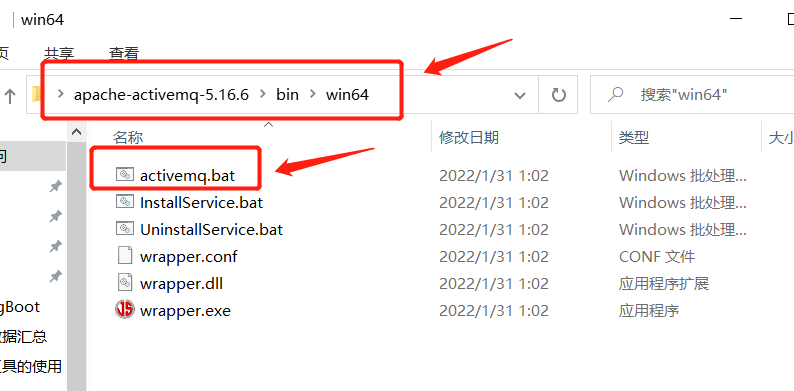 win64
页 共享 查看
apache-activemq-5.16.6 > bin > win64 搜索"win64"
名称 修改日期 类型 大小
问
activemq.bat 2022/1/31 1:02 Windows 批处理...
InstallService.bat 2022/1/31 1:02 Windows 批处理...
UninstallService.bat 2022/1/31 1:02 Windows 批处理...
wrapper.conf 2022/1/31 1:02 CONF 文件
wrapper.dll 2022/1/31 1:02 应用程序扩展
gBoot
wrapper.exe 2022/1/31 1:02 应用程序
据汇总
具的使用